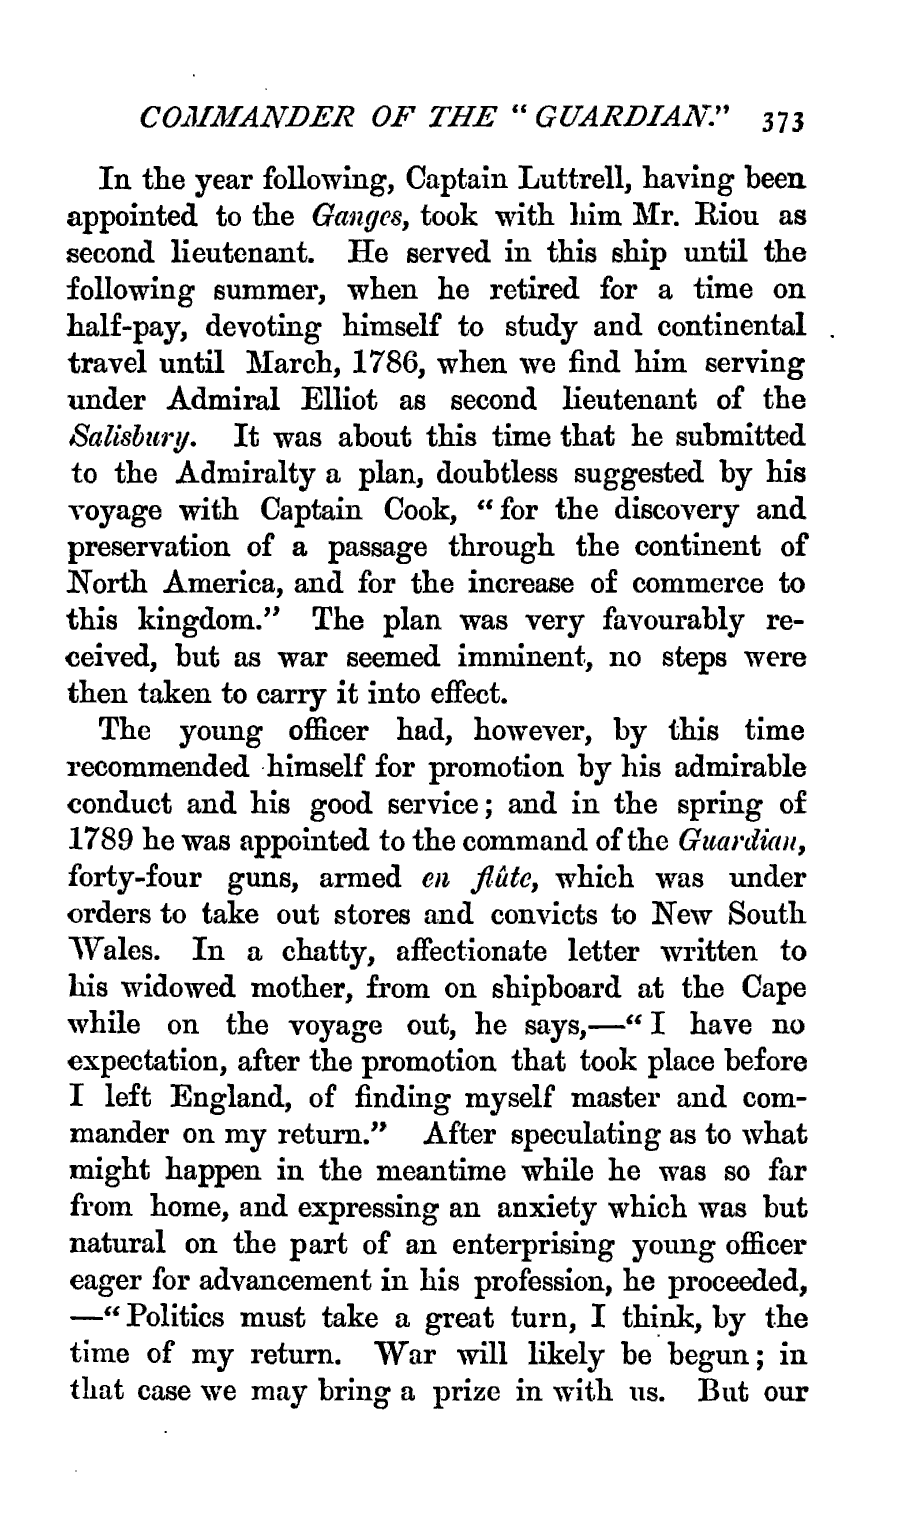 COMMANDER OF THE “GUARDIAN.” 373
In the year following, Captain Luttrell, having been
appointed to the Ganges, took with him Mr. Riou as
second lieutenant. He served in this ship until the
following summer, when he retired for a time on
half-pay, devoting himself to study and continental
travel until March, 1786, when we find him serving
under Admiral Elliot as second lieutenant of the
Salisbury. It was about this time that he submitted
to the Admiralty a plan, doubtless suggested by his
voyage with Captain Cook, “for the discovery and
preservation of a passage through the continent of
North America, and for the increase of commerce to
this kingdom.” The plan was very favourably re-
ceived, but as war seemed imminent, no steps were
then taken to carry it into effect.
The young officer had, however, by this time
recommended himself for promotion by his admirable
conduct and his good service; and in the spring of
1789 he was appointed to the command of the Guardian,
forty-four guns, armed en flûte, which was under
orders to take out stores and convicts to New South
Wales. In a chatty, affectionate letter written to
his widowed mother, from on shipboard at the Cape
while on the voyage out, he says,—“I have no
expectation, after the promotion that took place before
I left England, of finding myself master and com-
mander on my return.” After speculating as to what
might happen in the meantime while he was so far
from home, and expressing an anxiety which was but
natural on the part of an enterprising young officer
eager for advancement in his profession, he proceeded,
—“Politics must take a great turn, I think, by the
time of my return. War will likely be begun; in
that case we may bring a prize in with us. But our